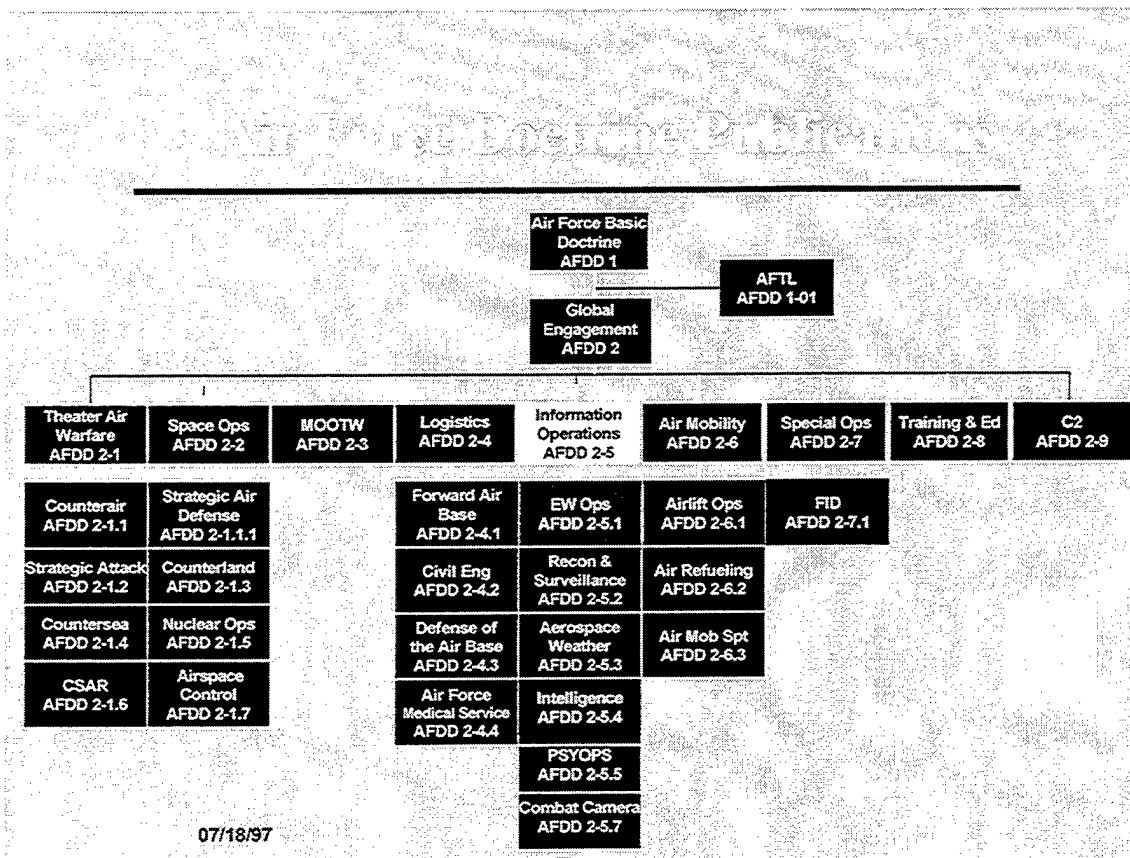 Air Force Doctrine Publications
Air Force Basic
Doctrine
AFDD 1
AFTL
AFDD 1-01
Global
Engagement
AFDD 2
Theater Air
Warfare
AFDD 2-1
Space Ops
AFDD 2-2
MOOTW
AFDD 2-3
Logistics
AFDD 2-4
Information
Operations
AFDD 2-5
Air Mobility
AFDD 2-6
Special Ops
AFDD 2-7
Training & Ed
AFDD 2-8
C2
AFDD 2-9
Counterair
AFDD 2-1.1
Strategic Air
Defense
AFDD 2-1.1.1
Strategic Attack
AFDD 2-1.2
Counterland
AFDD 2-1.3
Countersea
AFDD 2-1.4
Nuclear Ops
AFDD 2-1.5
CSAR
AFDD 2-1.6
Airspace
Control
AFDD 2-1.7
Forward Air
Base
AFDD 2-4.1
Civil Eng
AFDD 2-4.2
Defense of
the Air Base
AFDD 2-4.3
Air Force
Medical Service
AFDD 2-4.4
EW Ops
AFDD 2-5.1
Recon &
Surveillance
AFDD 2-5.2
Aerospace
Weather
AFDD 2-5.3
Intelligence
AFDD 2-5.4
PSYOPS
AFDD 2-5.5
Combat Camera
AFDD 2-5.7
Airlift Ops
AFDD 2-6.1
Air Refueling
AFDD 2-6.2
Air Mob Spt
AFDD 2-6.3
FID
AFDD 2-7.1
07/18/97